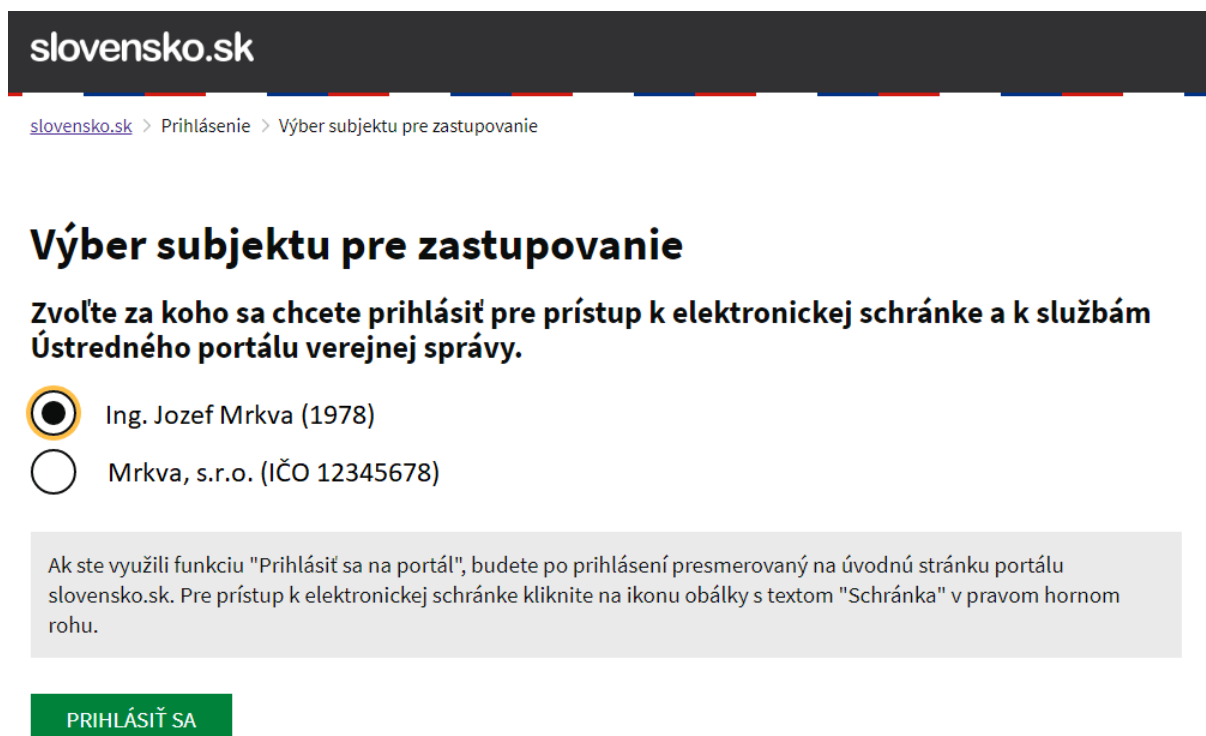 slovensko.sk
slovensko.sk > Prihlásenie > Výber subjektu pre zastupovanie
Výber subjektu pre zastupovanie
Zvoľte za koho sa chcete prihlásiť pre prístup k elektronickej schránke a k službám
Ústredného portálu verejnej správy.
Ing. Jozef Mrkva (1978)
Mrkva, s.r.o. (IČO 12345678)
Ak ste využili funkciu "Prihlásiť sa na portál", budete po prihlásení presmerovaný na úvodnú stránku portálu
slovensko.sk. Pre prístup k elektronickej schránke kliknite na ikonu obálky s textom "Schránka" v pravom hornom
rohu.
PRIHLÁSIŤ SA